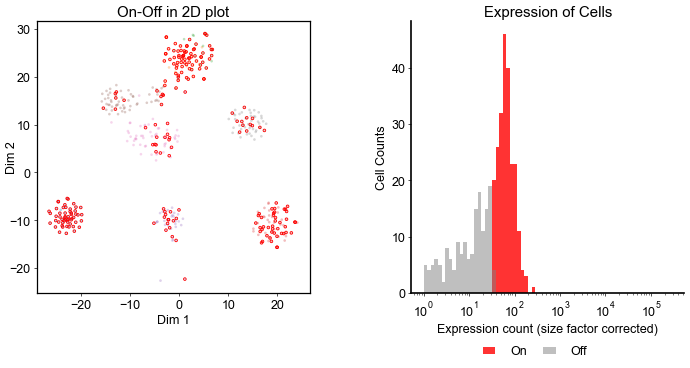 On-Off in 2D plot
30
20
10
0
−10
−20
Dim 2
−20
−10
0
10
20
Dim 1
Expression of Cells
40
30
20
10
0
Cell Counts
10^0
10^1
10^2
10^3
10^4
10^5
Expression count (size factor corrected)
On
Off